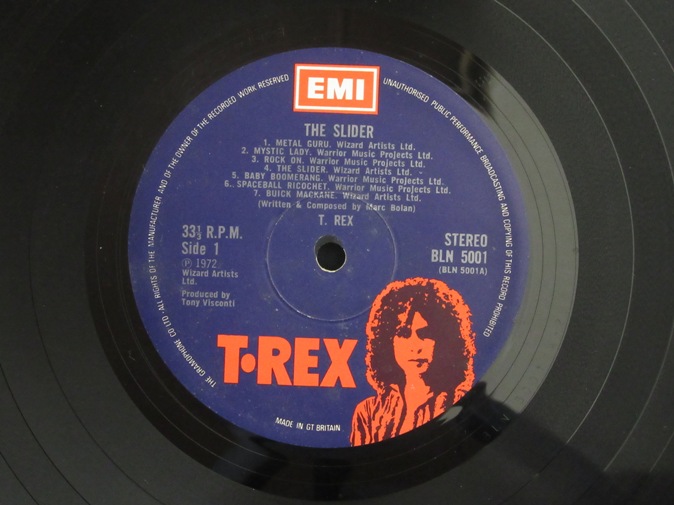 EMI
THE GRAMOPHONE CO LTD · ALL RIGHTS OF THE MANUFACTURER AND OF THE OWNER OF THE RECORDED WORK RESERVED
UNAUTHORISED PUBLIC PERFORMANCE BROADCASTING AND COPYING OF THIS RECORD PROHIBITED
THE SLIDER
1. METAL GURU. Wizard Artists Ltd.
2. MYSTIC LADY. Warrior Music Projects Ltd.
3. ROCK ON. Warrior Music Projects Ltd.
4. THE SLIDER. Wizard Artists Ltd.
5. BABY BOOMERANG. Warrior Music Projects Ltd.
6. SPACEBALL RICOCHET. Warrior Music Projects Ltd.
7. BUICK MACKANE. Wizard Artists Ltd.
(Written & Composed by Marc Bolan)
T. REX
33⅓ R.P.M.
Side 1
Ⓟ 1972
Wizard Artists
Ltd.
Produced by
Tony Visconti
STEREO
BLN 5001
(BLN 5001A)
T·REX
MADE IN GT BRITAIN